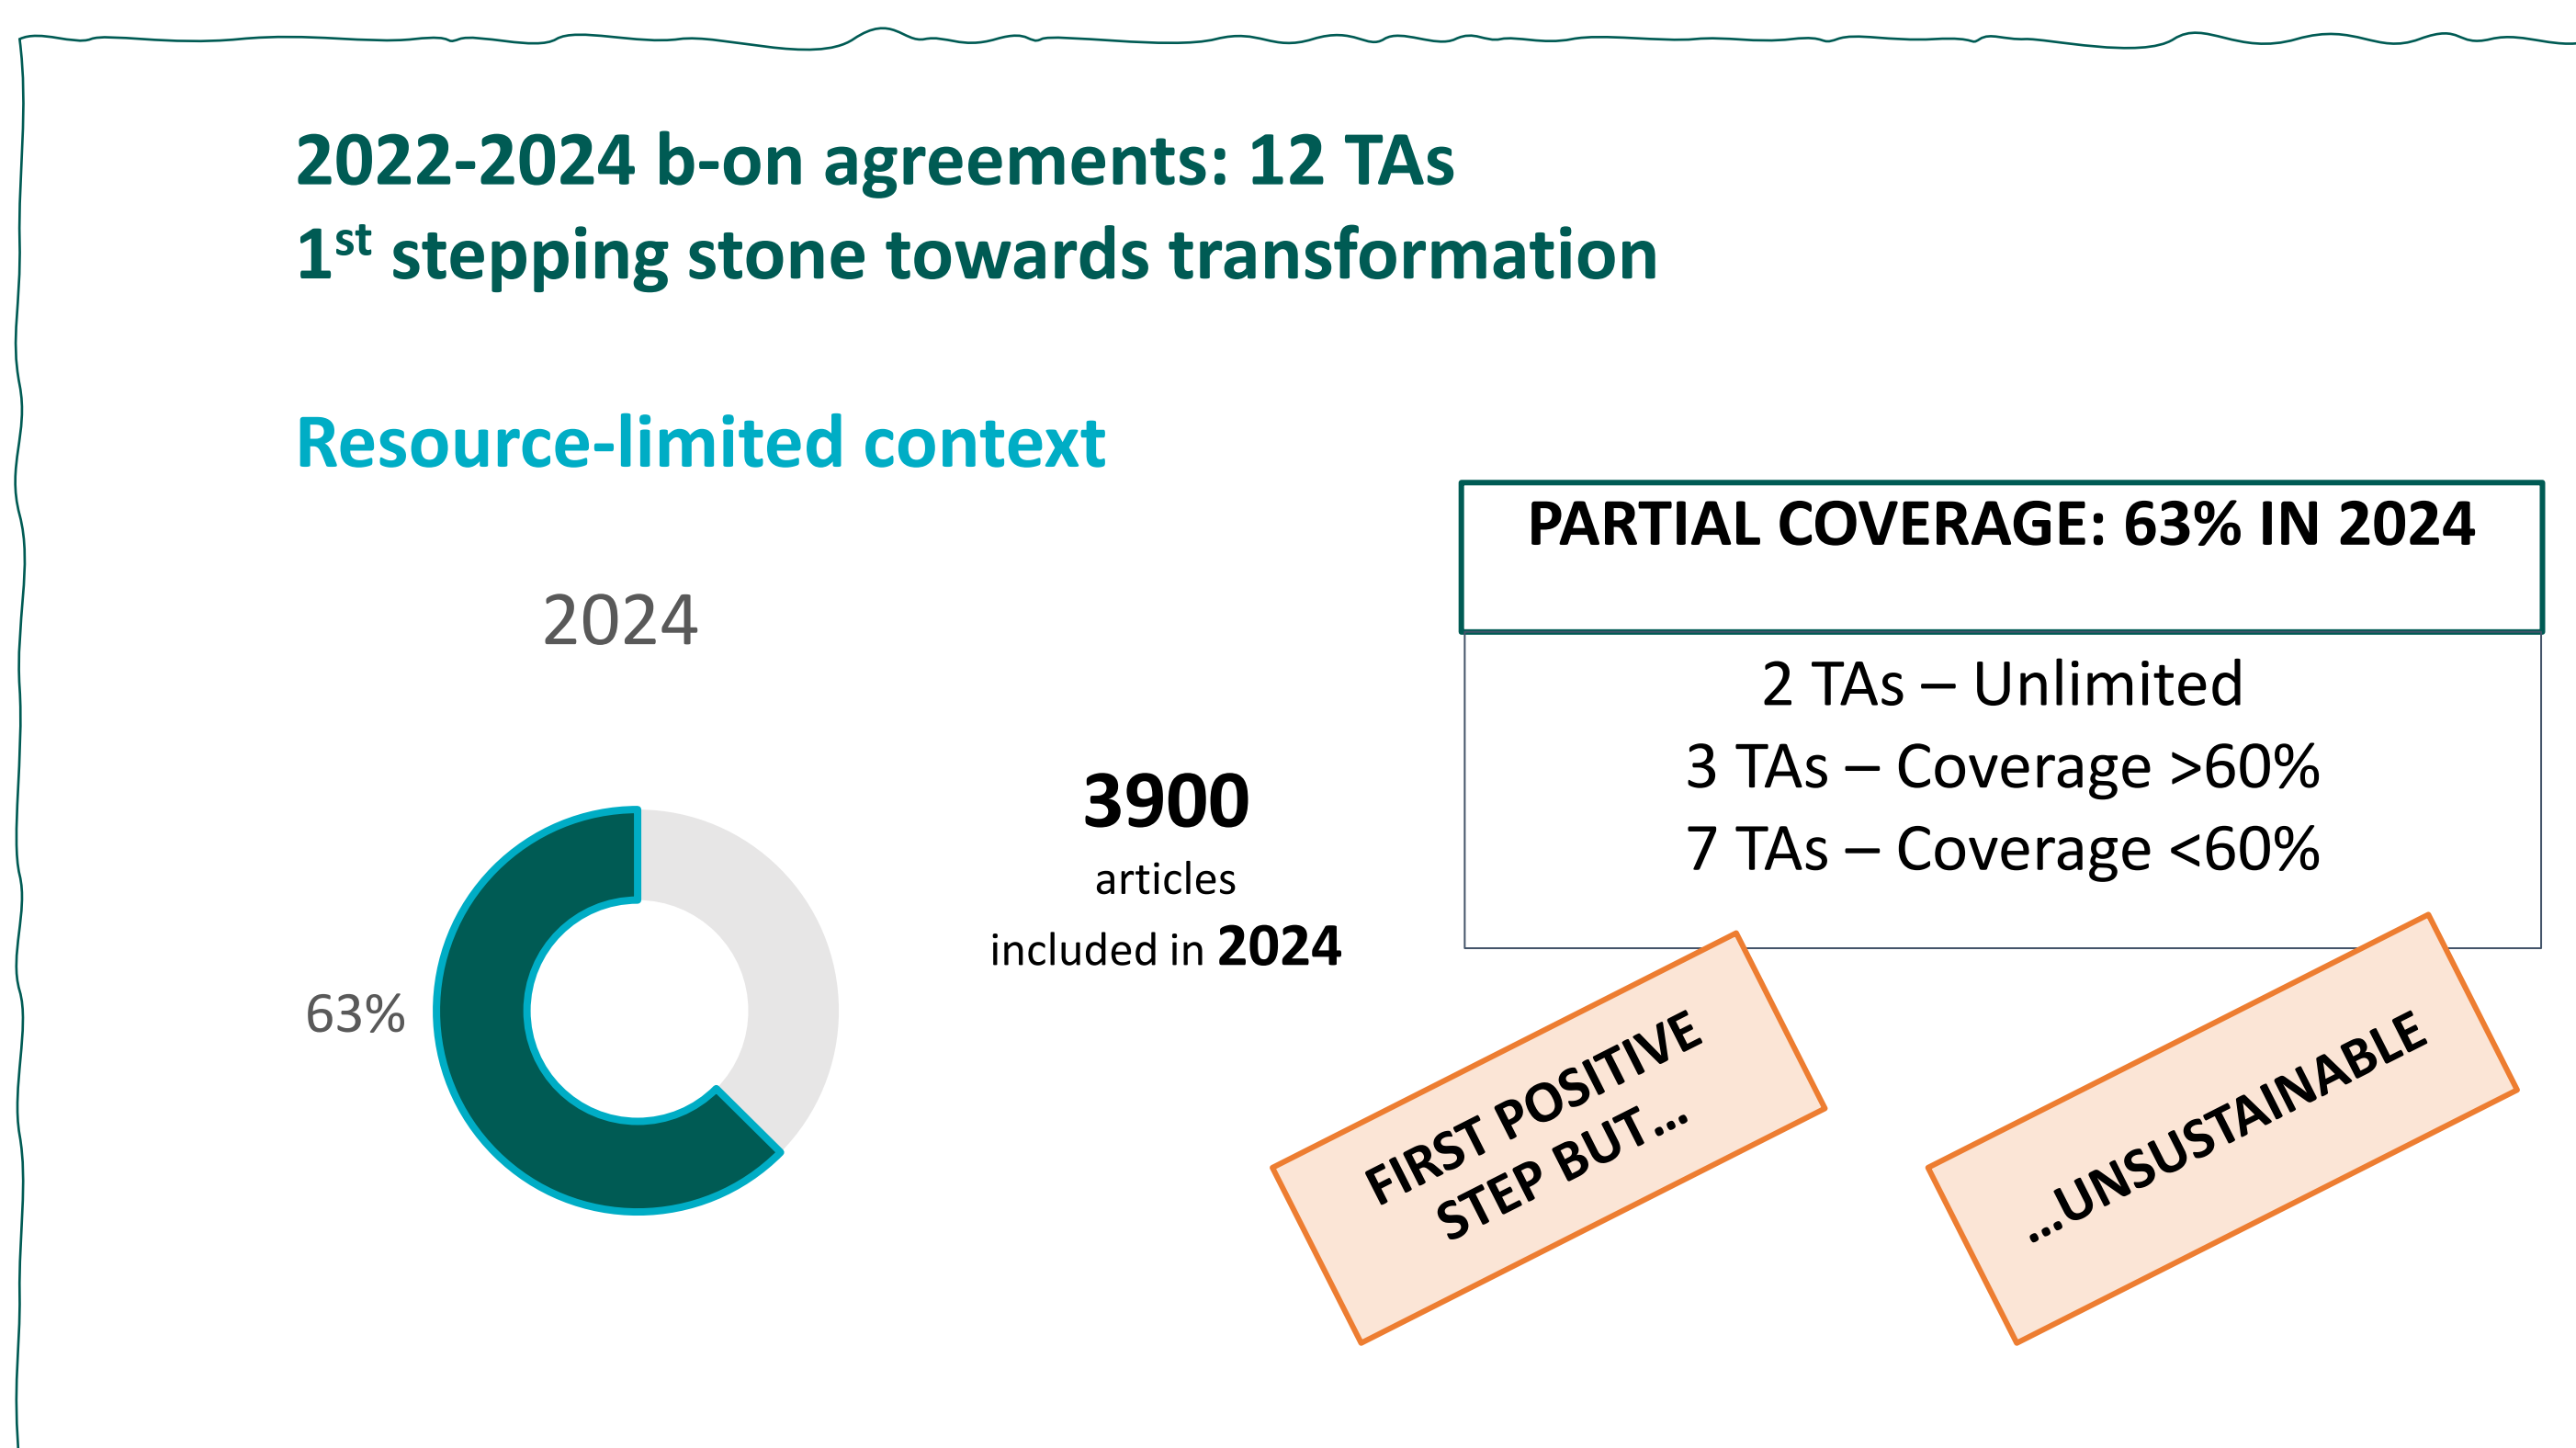 2022-2024 b-on agreements: 12 TAs
1st stepping stone towards transformation
Resource-limited context
2024
63%
3900
articles
included in 2024
PARTIAL COVERAGE: 63% IN 2024
2 TAs – Unlimited
3 TAs – Coverage >60%
7 TAs – Coverage <60%
FIRST POSITIVE
STEP BUT...
...UNSUSTAINABLE